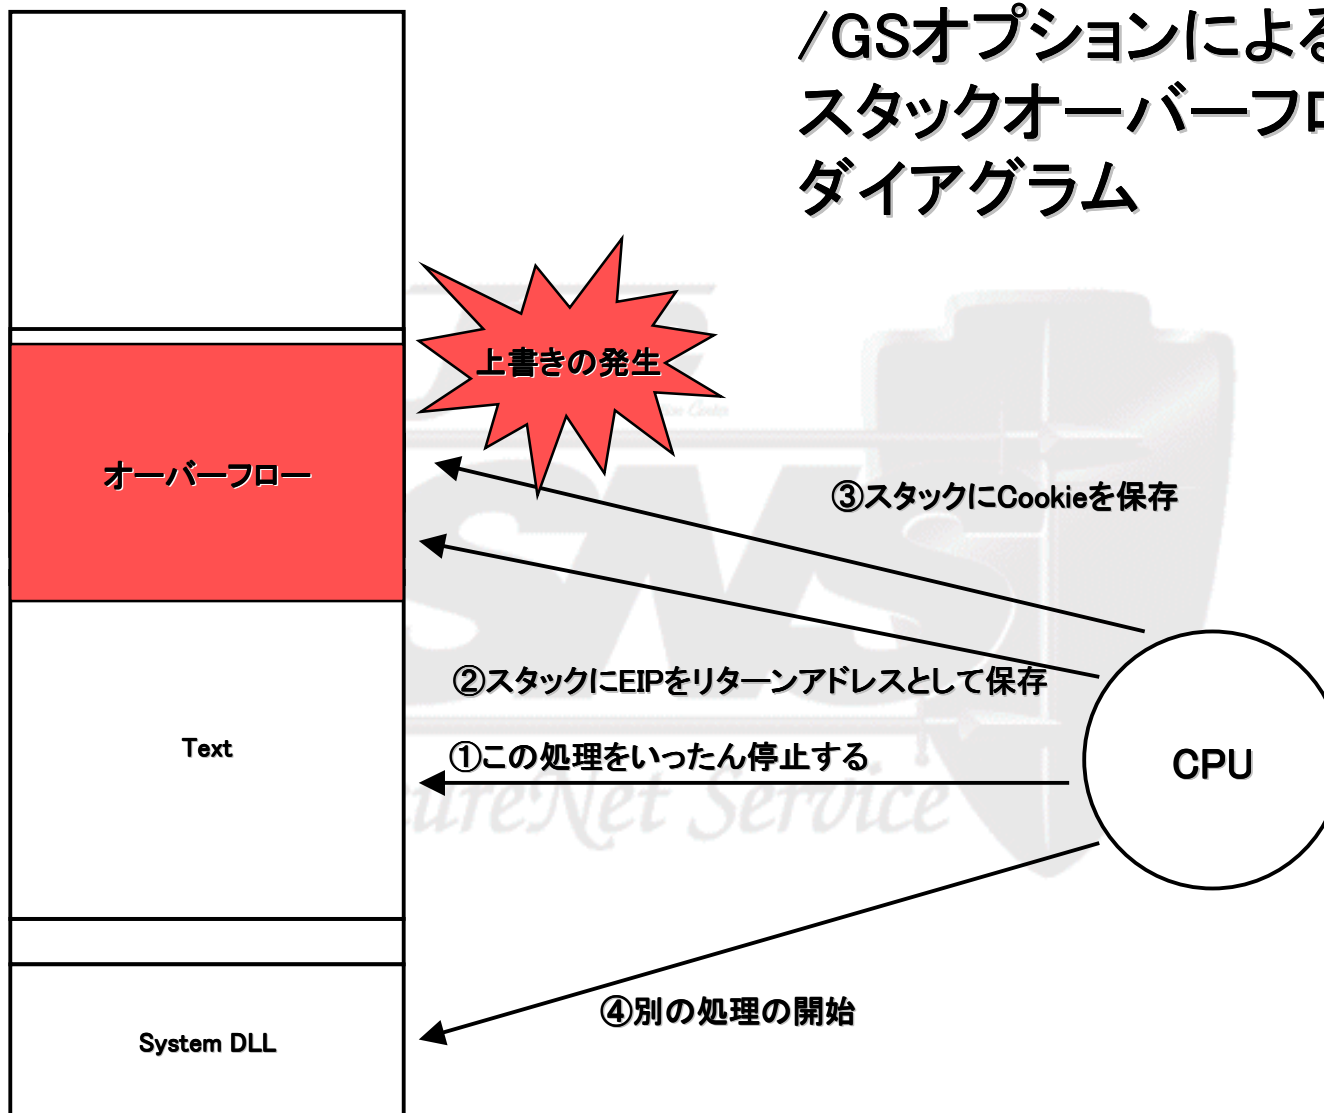 /GSオプションによる
スタックオーバーフロ
ダイアグラム
上書きの発生
オーバーフロー
③スタックにCookieを保存
②スタックにEIPをリターンアドレスとして保存
Text
①この処理をいったん停止する
CPU
④別の処理の開始
System DLL
SNS
tureNet Service